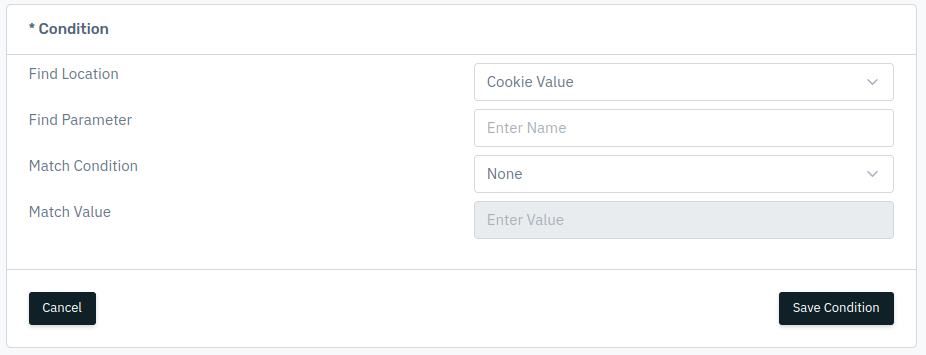 * Condition
Find Location
Cookie Value
Find Parameter
Enter Name
Match Condition
None
Match Value
Enter Value
Cancel
Save Condition